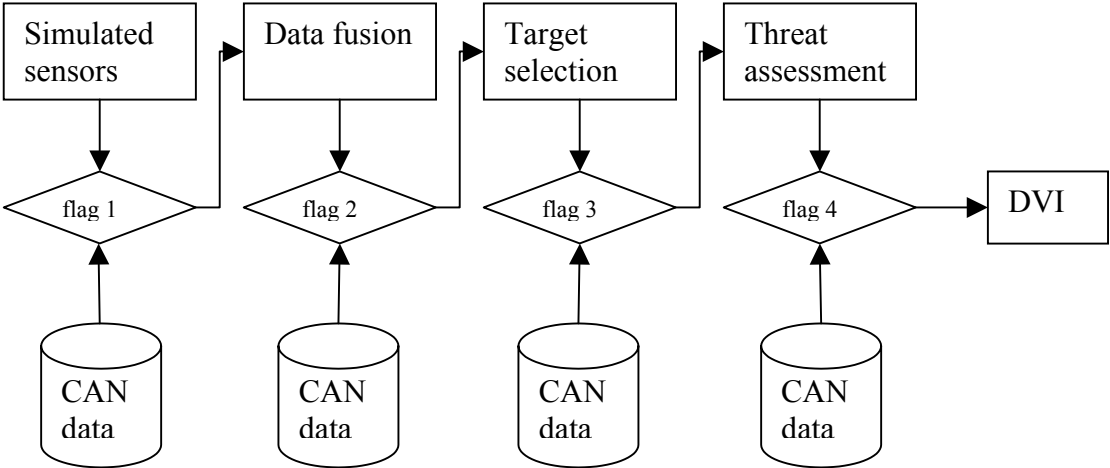 Simulated
sensors
Data fusion
Target
selection
Threat
assessment
flag 1
flag 2
flag 3
flag 4
DVI
CAN
data
CAN
data
CAN
data
CAN
data